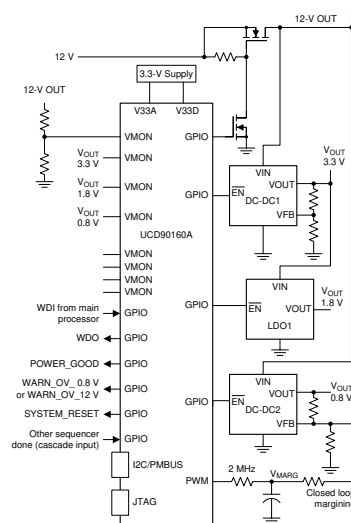 12-V OUT
12 V
3.3-V Supply
12-V OUT
V33A V33D
VMON
GPIO
VOUT
3.3 V
VMON
VIN
VOUT
3.3 V
VOUT
1.8 V
VMON
GPIO
EN
VOUT
DC-DC1
VFB
VOUT
0.8 V
VMON
UCD90160A
VMON
VMON
VMON
VMON
VIN
WDI from main
processor
GPIO
GPIO
EN
VOUT
VOUT
1.8 V
LDO1
WDO
GPIO
POWER_GOOD
GPIO
VIN
WARN_OV_ 0.8 V
or WARN_OV_12 V
GPIO
GPIO
EN
VOUT
VOUT
0.8 V
DC-DC2
SYSTEM_RESET
GPIO
VFB
Other sequencer
done (cascade input)
GPIO
I2C/PMBUS
PWM
2 MHz
VMARG
JTAG
Closed loop
margining